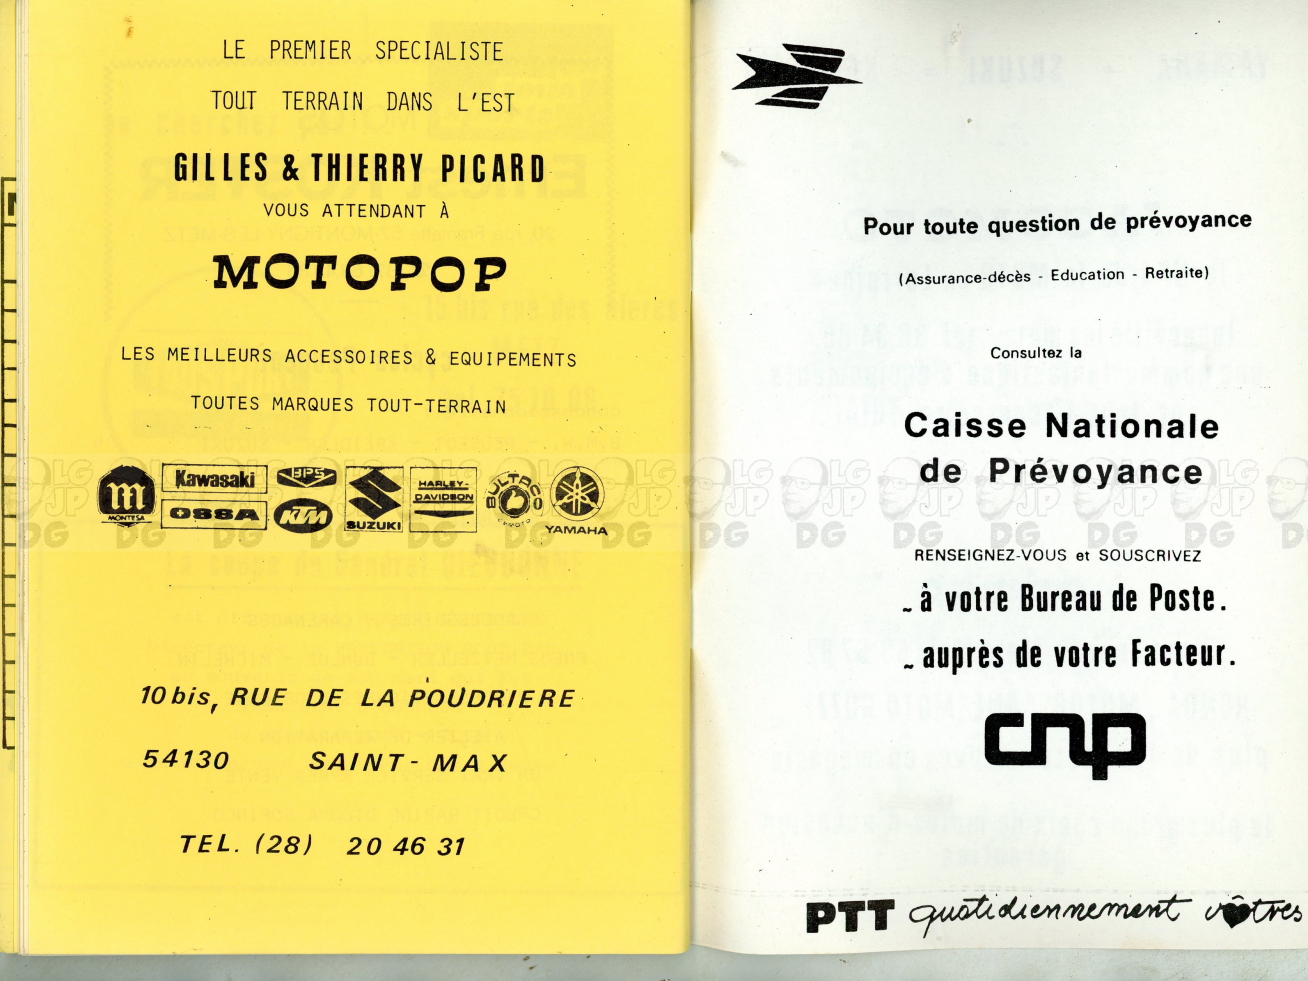 LE PREMIER SPECIALISTE
TOUT TERRAIN DANS L'EST
GILLES & THIERRY PICARD
VOUS ATTENDANT À
MOTOPOP
LES MEILLEURS ACCESSOIRES & EQUIPEMENTS
TOUTES MARQUES TOUT-TERRAIN
m
MONTESA
Kawasaki
OSSA
KTM
SUZUKI
HARLEY-
DAVIDSON
BULTACO
YAMAHA
10 bis, RUE DE LA POUDRIERE
54130 SAINT-MAX
TEL. (28) 20 46 31
Pour toute question de prévoyance
(Assurance-décès - Education - Retraite)
Consultez la
Caisse Nationale
de Prévoyance
RENSEIGNEZ-VOUS et SOUSCRIVEZ
- à votre Bureau de Poste.
- auprès de votre Facteur.
cnp
PTT quotidiennement vôtres
LG
JP
DG